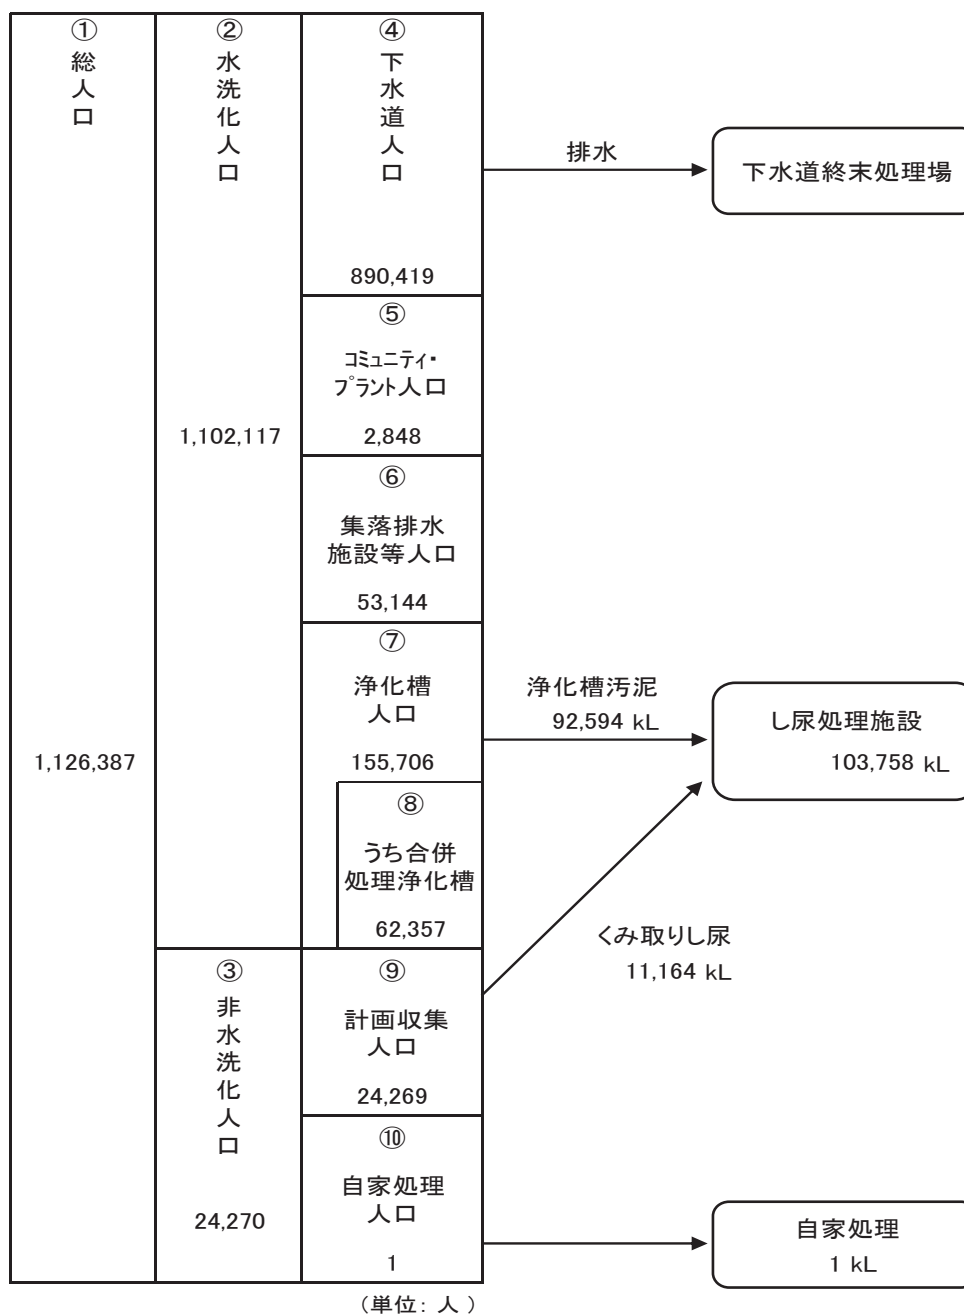 ①
総人口
1,126,387
②
水洗化人口
1,102,117
③
非水洗化人口
24,270
④
下水道人口
890,419
⑤
コミュニティ・
プラント人口
2,848
⑥
集落排水
施設等人口
53,144
⑦
浄化槽
人口
155,706
⑧
うち合併
処理浄化槽
62,357
⑨
計画収集
人口
24,269
⑩
自家処理
人口
1
排水
下水道終末処理場
浄化槽汚泥
92,594 kL
し尿処理施設
103,758 kL
くみ取りし尿
11,164 kL
自家処理
1 kL
（単位：人）